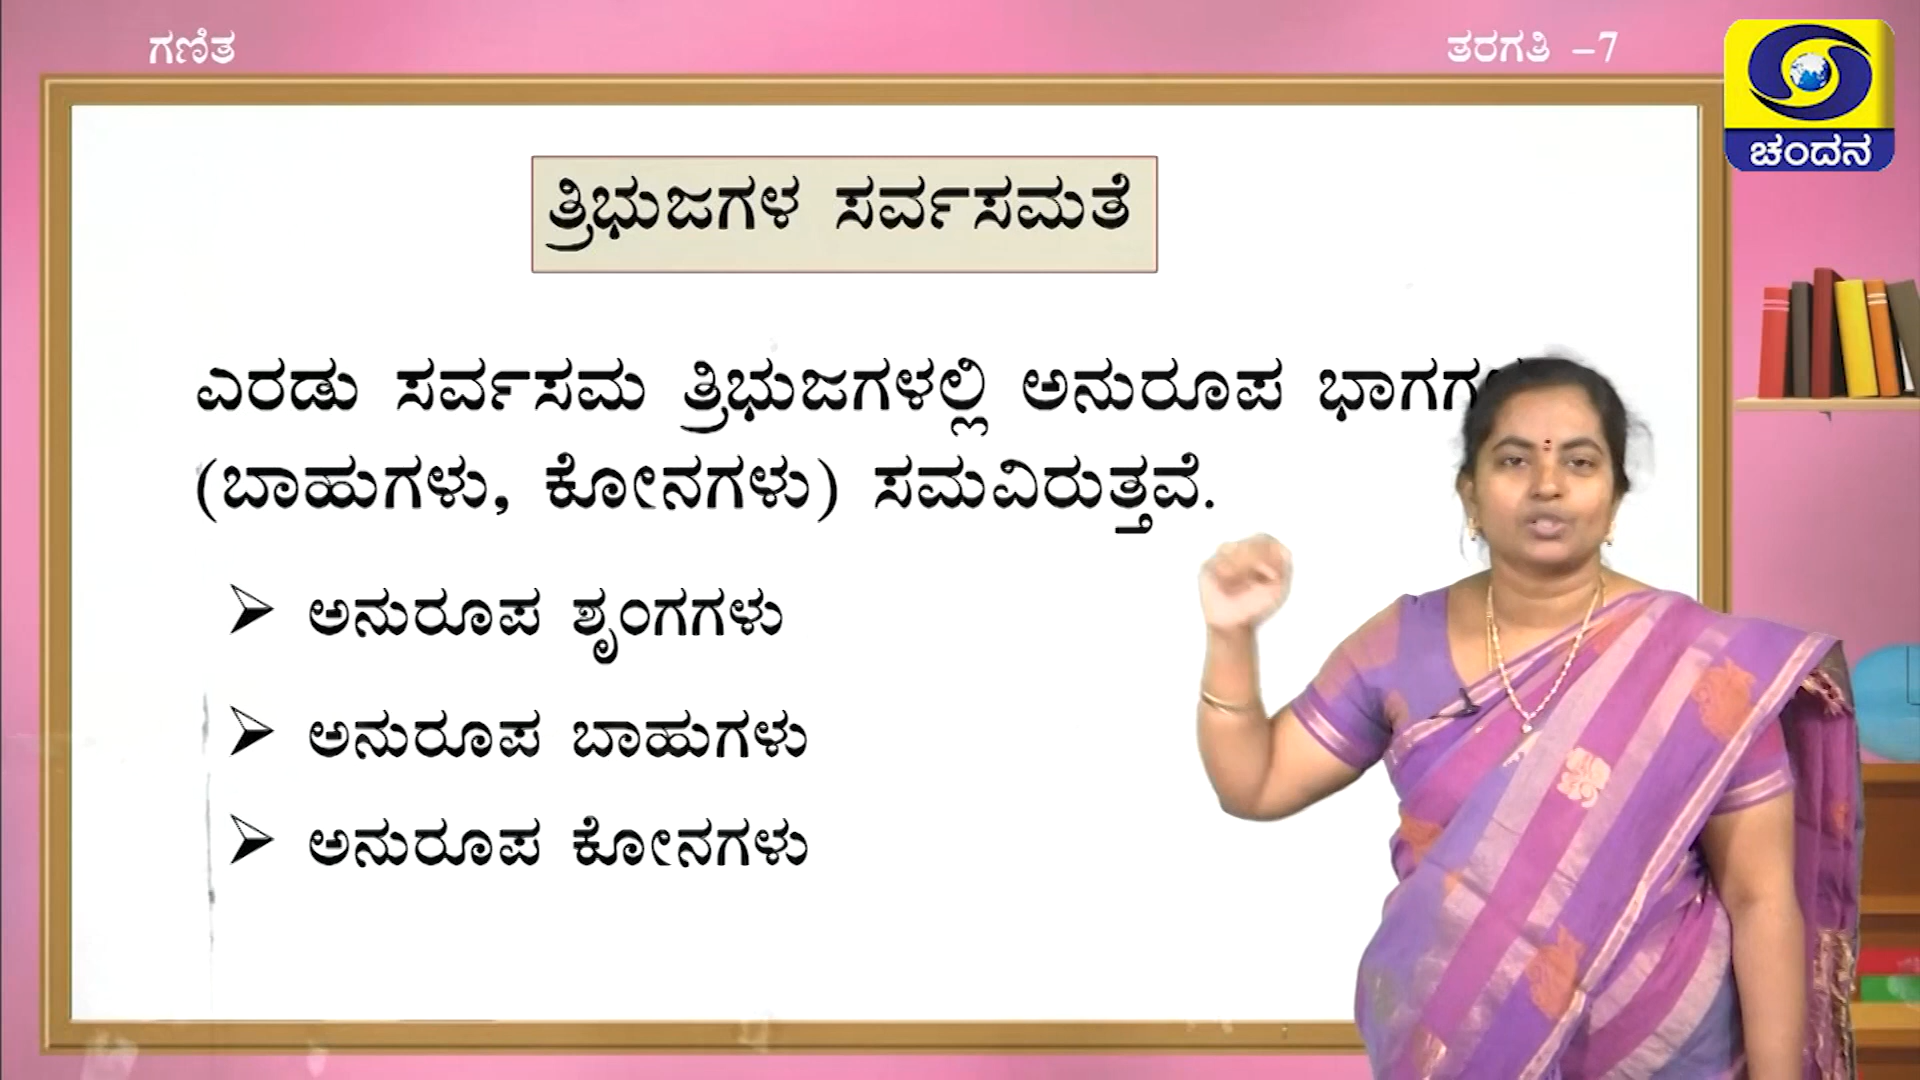 ಗಣಿತ
ತರಗತಿ –7
ಚಂದನ
ತ್ರಿಭುಜಗಳ ಸರ್ವಸಮತೆ
ಎರಡು ಸರ್ವಸಮ ತ್ರಿಭುಜಗಳಲ್ಲಿ ಅನುರೂಪ
(ಬಾಹುಗಳು, ಕೋನಗಳು) ಸಮವಿರುತ್ತವೆ.
➢ ಅನುರೂಪ ಶೃಂಗಗಳು
➢ ಅನುರೂಪ ಬಾಹುಗಳು
➢ ಅನುರೂಪ ಕೋನಗಳು